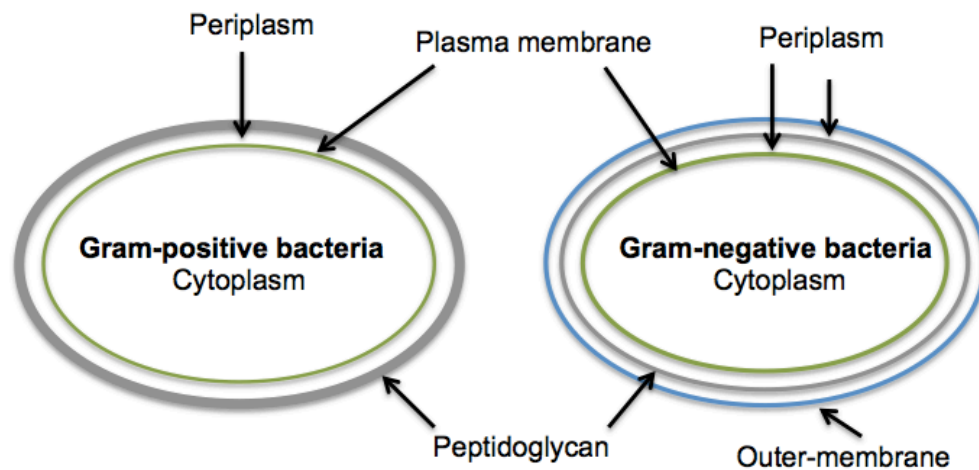 Periplasm
Plasma membrane
Periplasm
Gram-positive bacteria
Cytoplasm
Gram-negative bacteria
Cytoplasm
Peptidoglycan
Outer-membrane